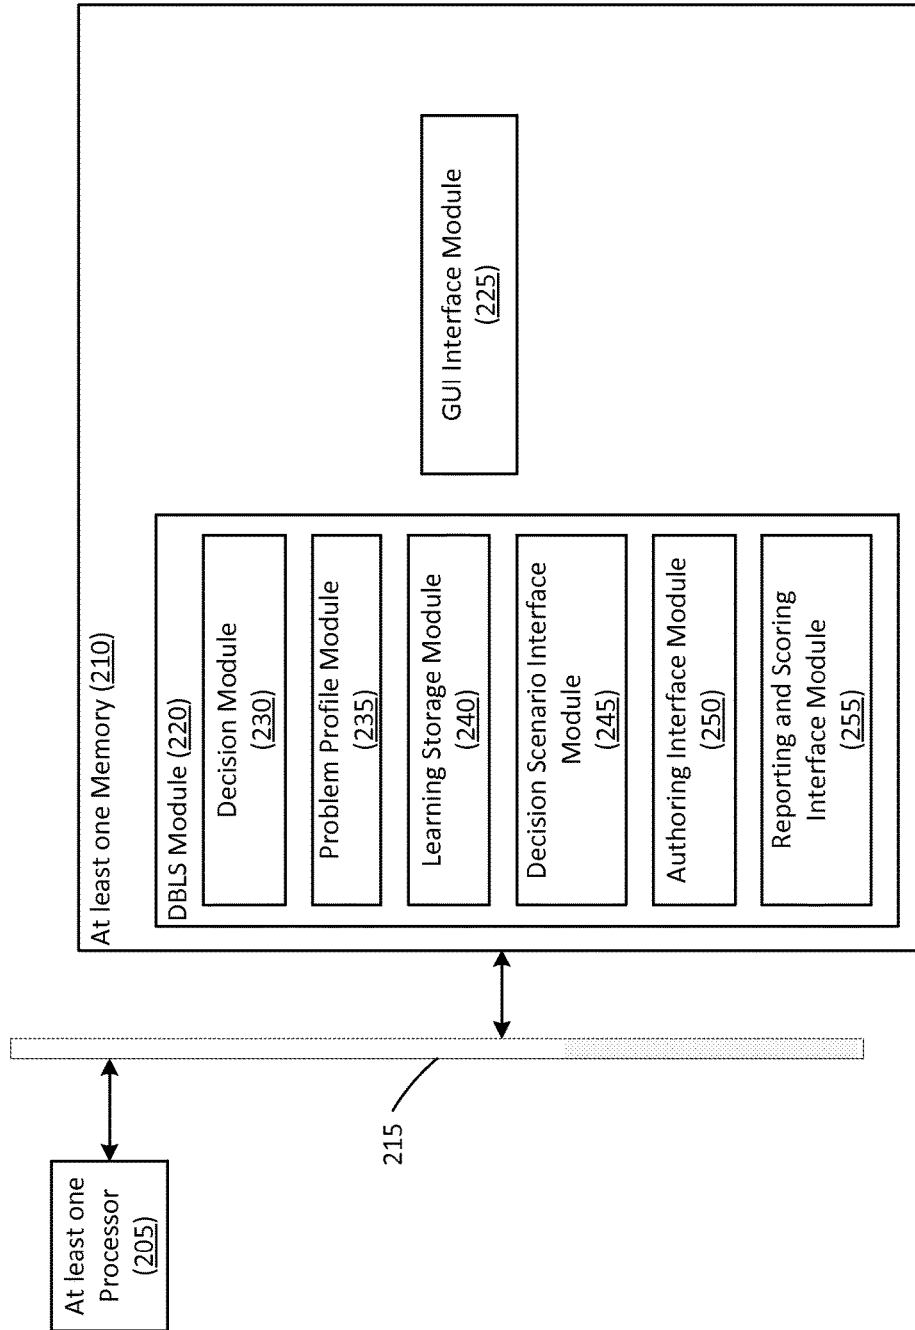 At least one
Processor
(205)
215
At least one Memory (210)
DBLS Module (220)
Decision Module
(230)
Problem Profile Module
(235)
Learning Storage Module
(240)
Decision Scenario Interface
Module
(245)
Authoring Interface Module
(250)
Reporting and Scoring
Interface Module
(255)
GUI Interface Module
(225)